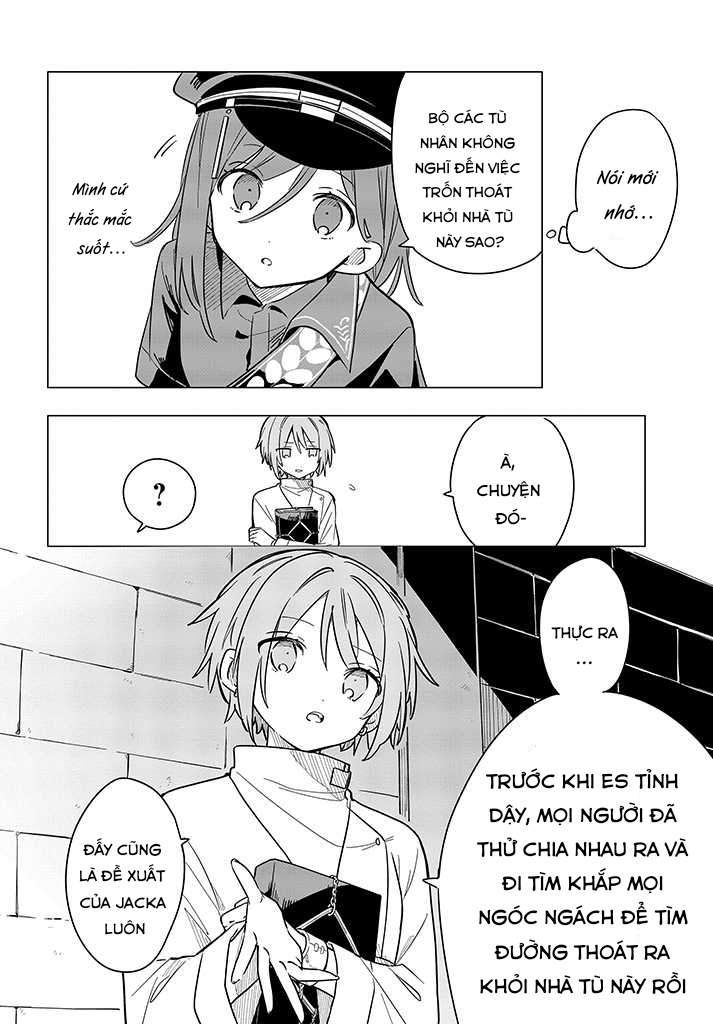 Nói mới
nhớ...
BỘ CÁC TÙ
NHÂN KHÔNG
NGHĨ ĐẾN VIỆC
TRỐN THOÁT
KHỎI NHÀ TÙ
NÀY SAO?
Mình cứ
thắc mắc
suốt...
À,
CHUYỆN
ĐÓ-
?
THỰC RA
...
TRƯỚC KHI ES TỈNH
DẬY, MỌI NGƯỜI ĐÃ
THỬ CHIA NHAU RA VÀ
ĐI TÌM KHẮP MỌI
NGÓC NGÁCH ĐỂ TÌM
ĐƯỜNG THOÁT RA
KHỎI NHÀ TÙ NÀY RỒI
ĐẤY CŨNG
LÀ ĐỀ XUẤT
CỦA JACKA
LUÔN